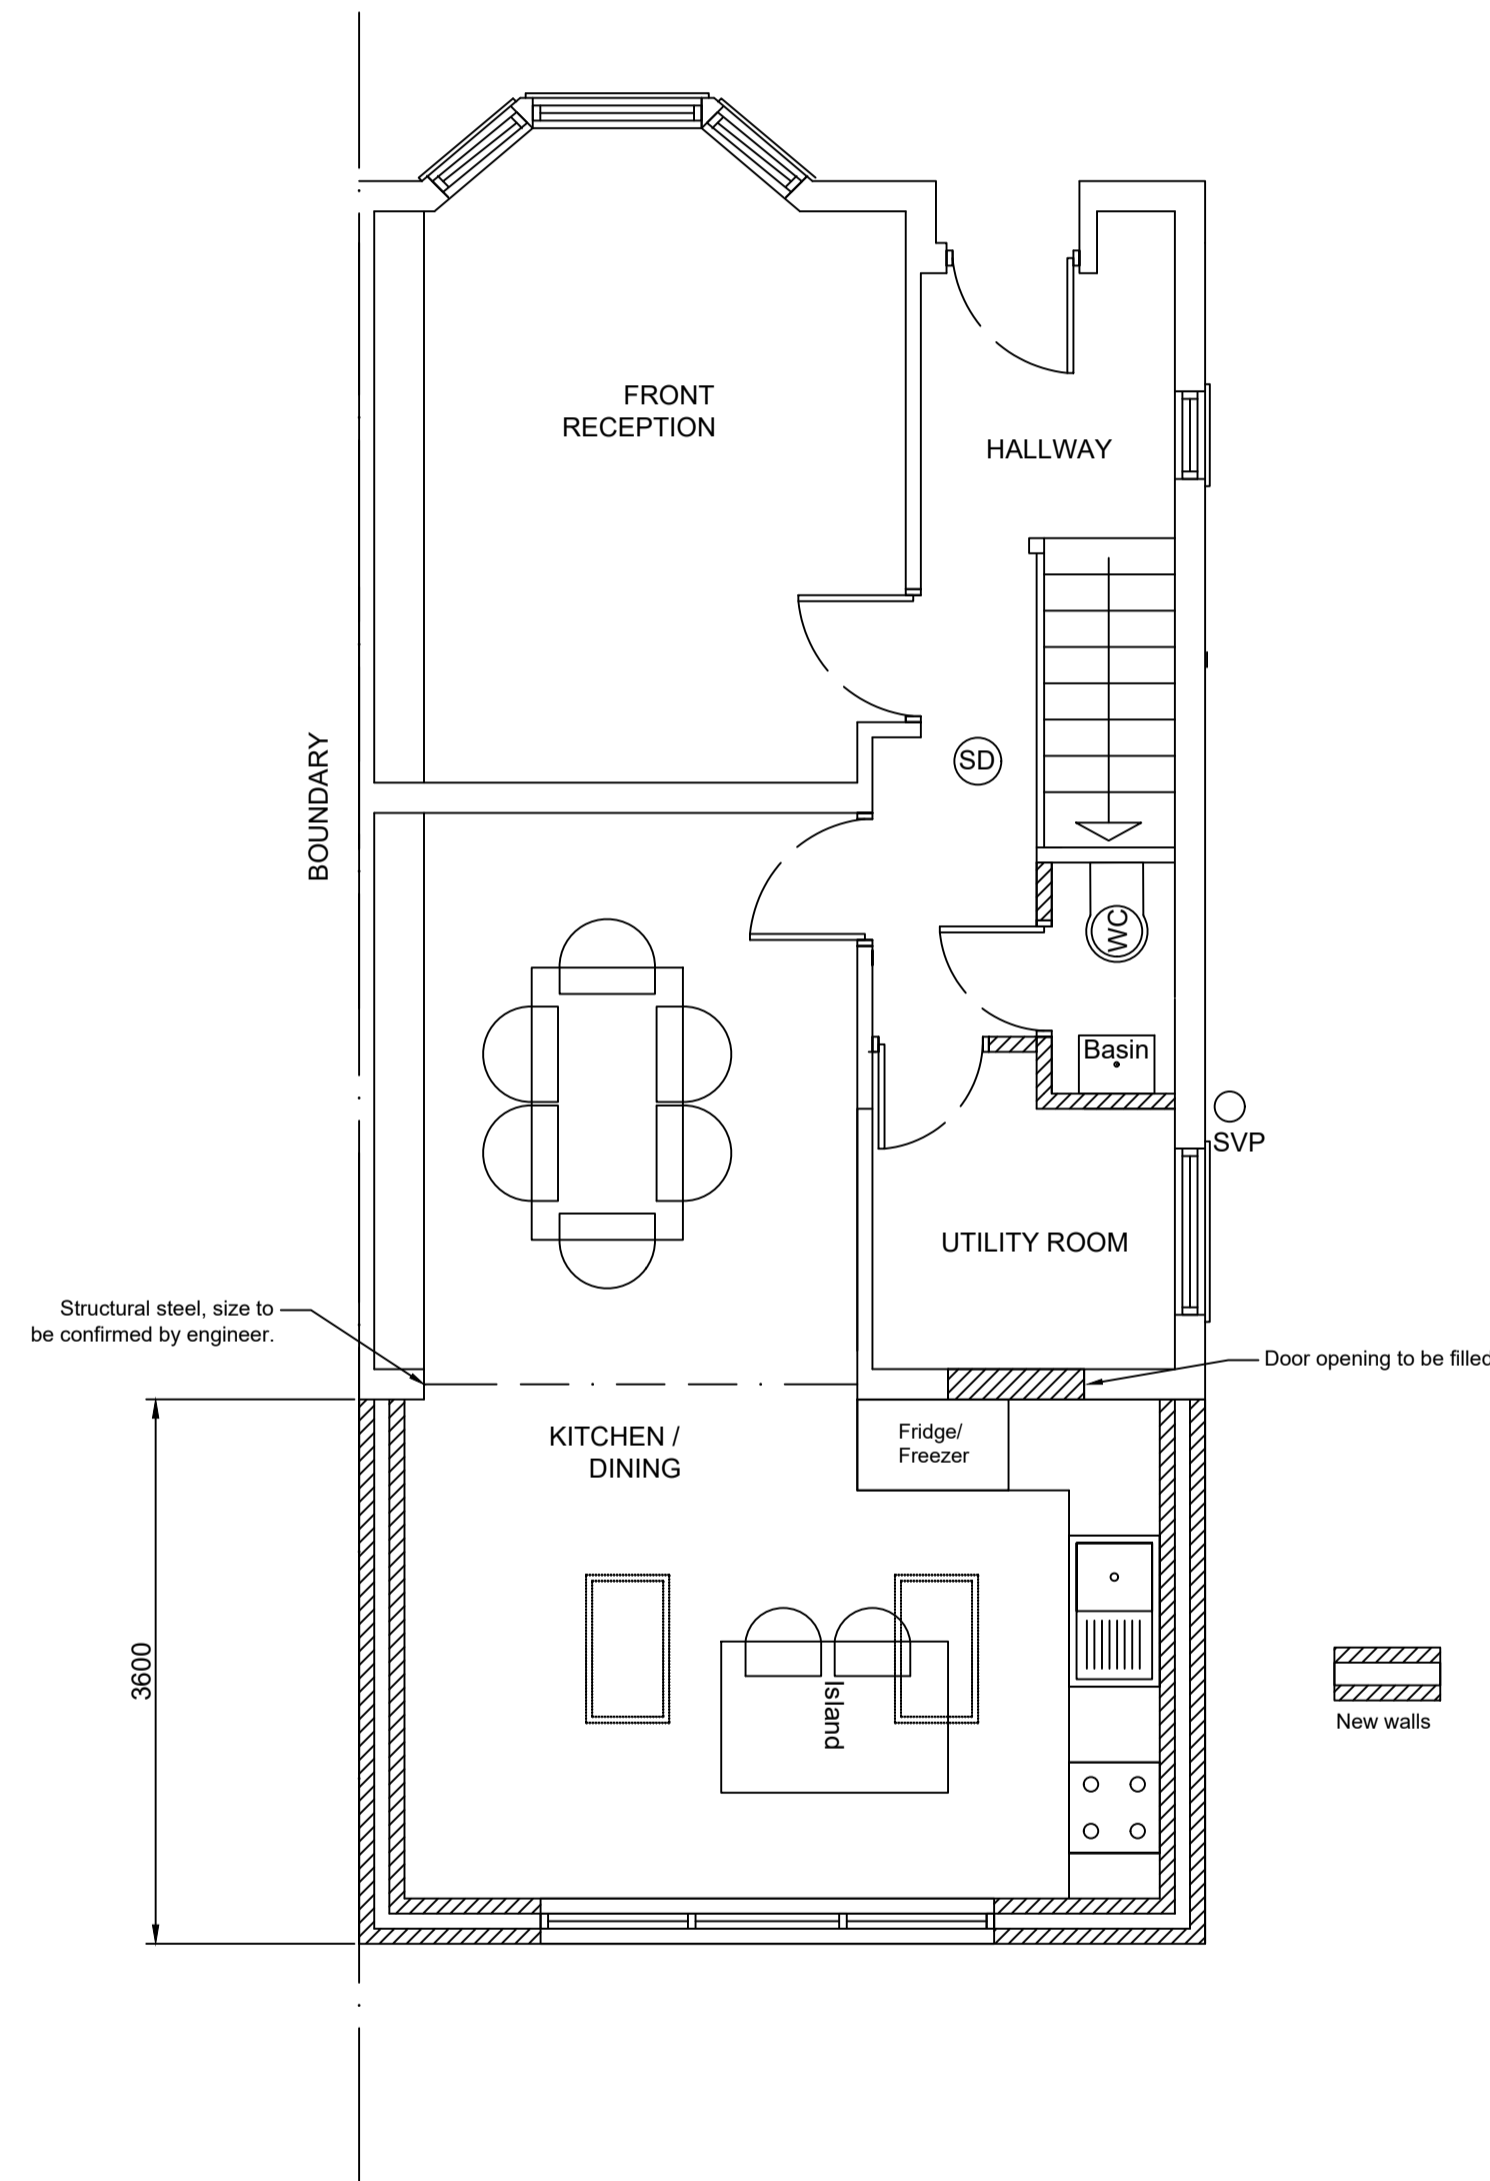 FRONT
RECEPTION
HALLWAY
BOUNDARY
SD
WC
Basin
SVP
UTILITY ROOM
Structural steel, size to
be confirmed by engineer.
Door opening to be filled
KITCHEN /
DINING
Fridge/
Freezer
3600
Island
New walls